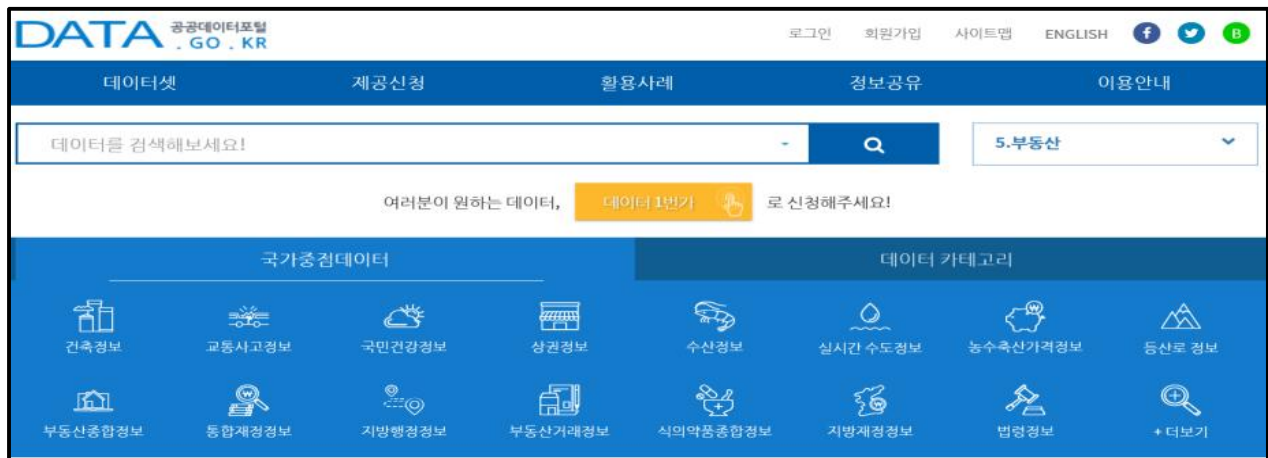 DATA 공공데이터포털
. GO . KR
로그인 회원가입 사이트맵 ENGLISH f B
데이터셋 제공신청 활용사례 정보공유 이용안내
데이터를 검색해보세요! 5.부동산
여러분이 원하는 데이터, 데이터 1번가 로 신청해주세요!
국가중점데이터 데이터 카테고리
건축정보 교통사고정보 국민건강정보 상권정보 수산정보 실시간 수도정보 농수축산가격정보 등산로 정보
부동산종합정보 통합재정정보 지방행정정보 부동산거래정보 식의약품종합정보 지방재정정보 법령정보 + 더보기